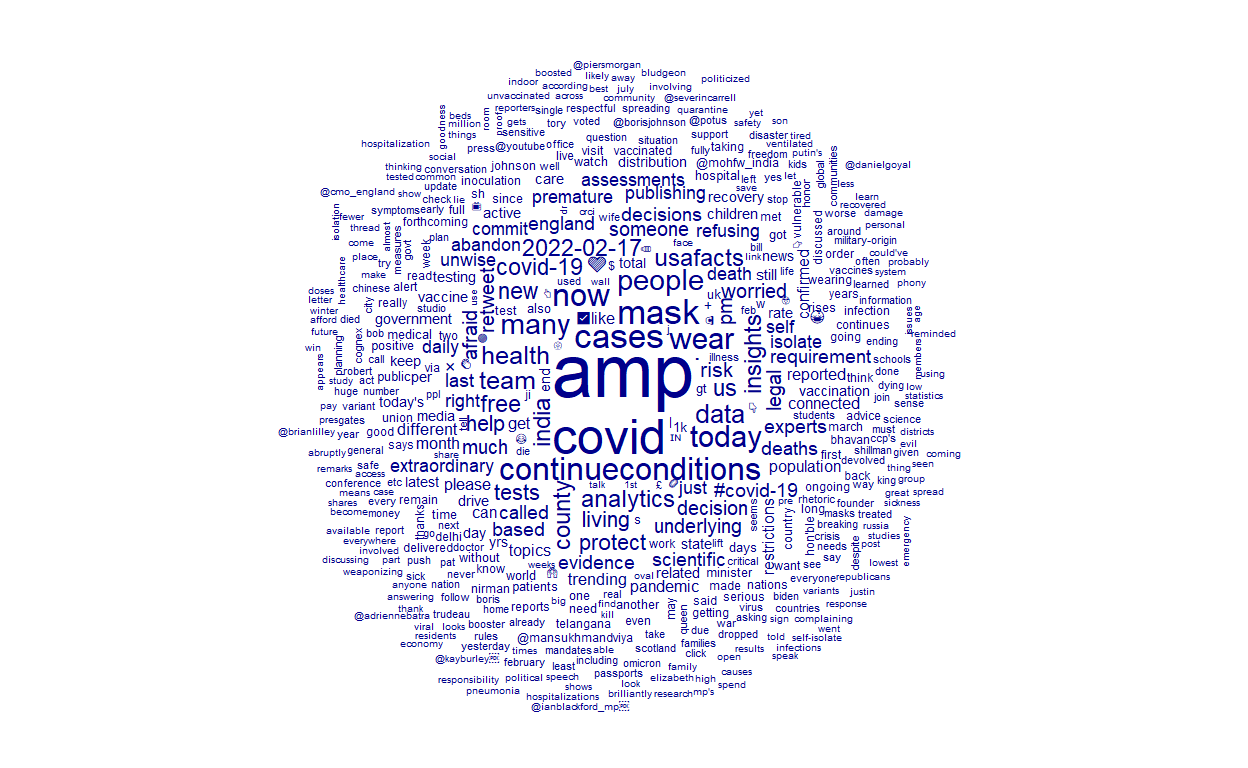 @piersmorgan
boosted likely away bludgeon
indoor according best july involving politicized
unvaccinated across community @severincarrell
goodness beds reporters single respectful spreading quarantine yet
million room proof gets tory voted @borisjohnson @potus safety son
things sensitive question situation support disaster tired
hospitalization press @youtube office visit vaccinated fully taking freedom ventilated putin's
social live
thinking conversation johnson well watch distribution @mohfw_india kids global communities @danielgoyal
tested common inoculation care assessments hospital left yes let less
update save
@cmo_england show check lie sh since premature publishing recovery stop vulnerable honor learn
isolation fewer symptoms early full active dr crci wife decisions children met recovered
thread almost forthcoming commit england someone refusing got worse damage
come measures govt week plan abandon 2022-02-17 face bill discussed around personal
place military-origin
try unwise usafacts link news order could've
healthcare make read testing covid-19 $ total death still life confirmed wearing often probably
chinese alert retweet used wall people worried vaccines system
doses vaccine use new now uk w years learned phony
letter city really studio test also mask + pm feb rate rises information
winter afford died government afraid many like j self infection issues age
future bob medical two cases wear insights continues reminded
win planning cognex positive daily health illness isolate going ending members
appears robert call keep via amp risk requirement schools
study act publicper last team end gt us legal reported think done dying low using
huge number ppl ji vaccination join statistics
pay variant today's right free data connected students sense
presgates union media tell help get india l 1k experts march advice science
@brianlilley year good different covid IN today must districts
abruptly says month much die deaths bhavan ccp's evil
general share first shillman given coming
remarks safe extraordinary continueconditions population devolved thing seen
access back
conference etc latest please tests talk 1st £ just #covid-19 ongoing way king group
means case county analytics
shares every remain drive can called decision pre rhetoric founder great spread
becomemoney thanks time based living s underlying seems long masks treated sickness
available report next yrs restrictions country hon'ble breaking russia
everywhere go delhi day protect work state lift days crisis studies
involved delivered doctor topics evidence scientific critical despite post emergency
discussing part push pat without weeks want see needs lowest
weaponizing sick know world oval related minister say
anyone nation never trending pandemic made nations everyone republicans
answering follow nirman patients one real serious biden variants justin
thank boris big find another may said virus countries response
@adriennebatra trudeau home reports need kill queen getting war asking sign complaining
viral looks booster already telangana even due dropped told self-isolate went
residents rules @mansukhmandviya take families infections
economy yesterday times mandates able scotland click results speak
@kayburley february least including omicron family open causes
responsibility political speech passports elizabeth high spend
pneumonia shows look
hospitalizations brilliantly research mp's
@ianblackford_mp